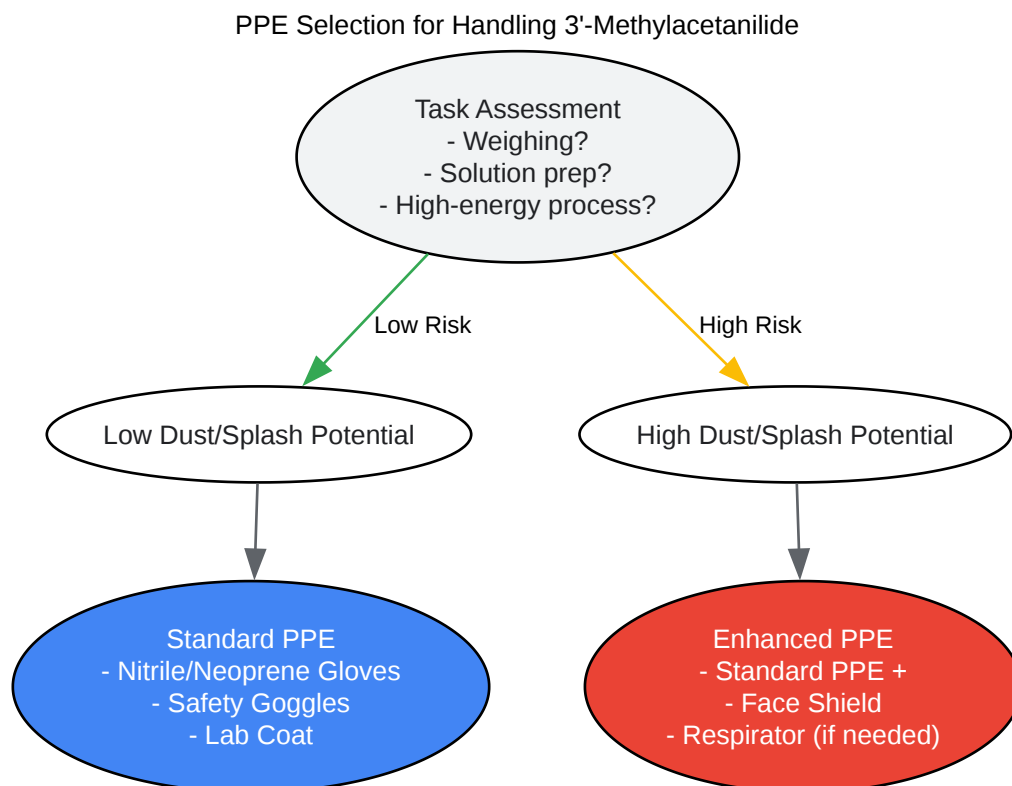 PPE Selection for Handling 3'-Methylacetanilide
Task Assessment
- Weighing?
- Solution prep?
- High-energy process?
Low Risk
High Risk
Low Dust/Splash Potential
High Dust/Splash Potential
Standard PPE
- Nitrile/Neoprene Gloves
- Safety Goggles
- Lab Coat
Enhanced PPE
- Standard PPE +
- Face Shield
- Respirator (if needed)